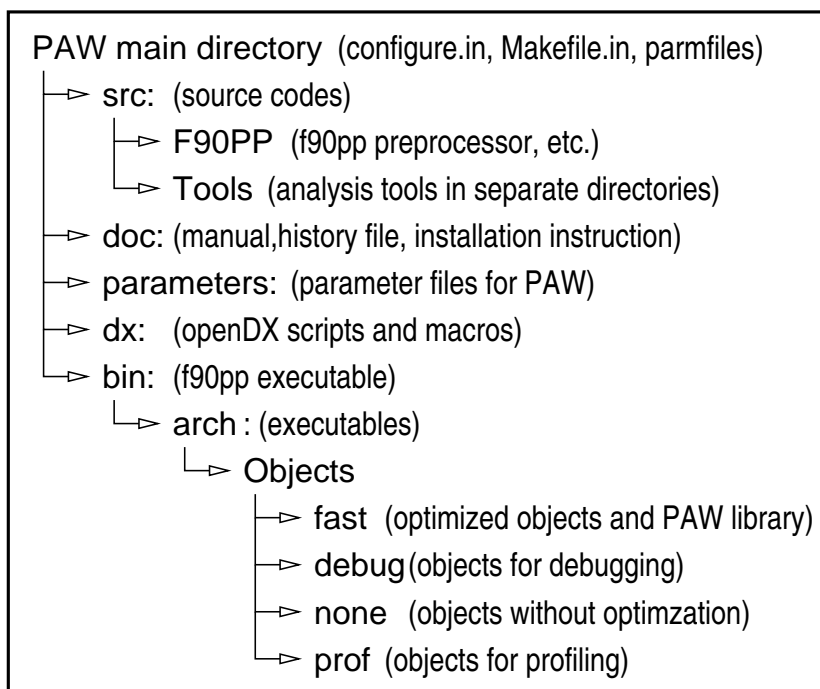 PAW main directory (configure.in, Makefile.in, parmfiles)
src: (source codes)
F90PP (f90pp preprocessor, etc.)
Tools (analysis tools in separate directories)
doc: (manual,history file, installation instruction)
parameters: (parameter files for PAW)
dx: (openDX scripts and macros)
bin: (f90pp executable)
arch : (executables)
Objects
fast (optimized objects and PAW library)
debug(objects for debugging)
none (objects without optimzation)
prof (objects for profiling)